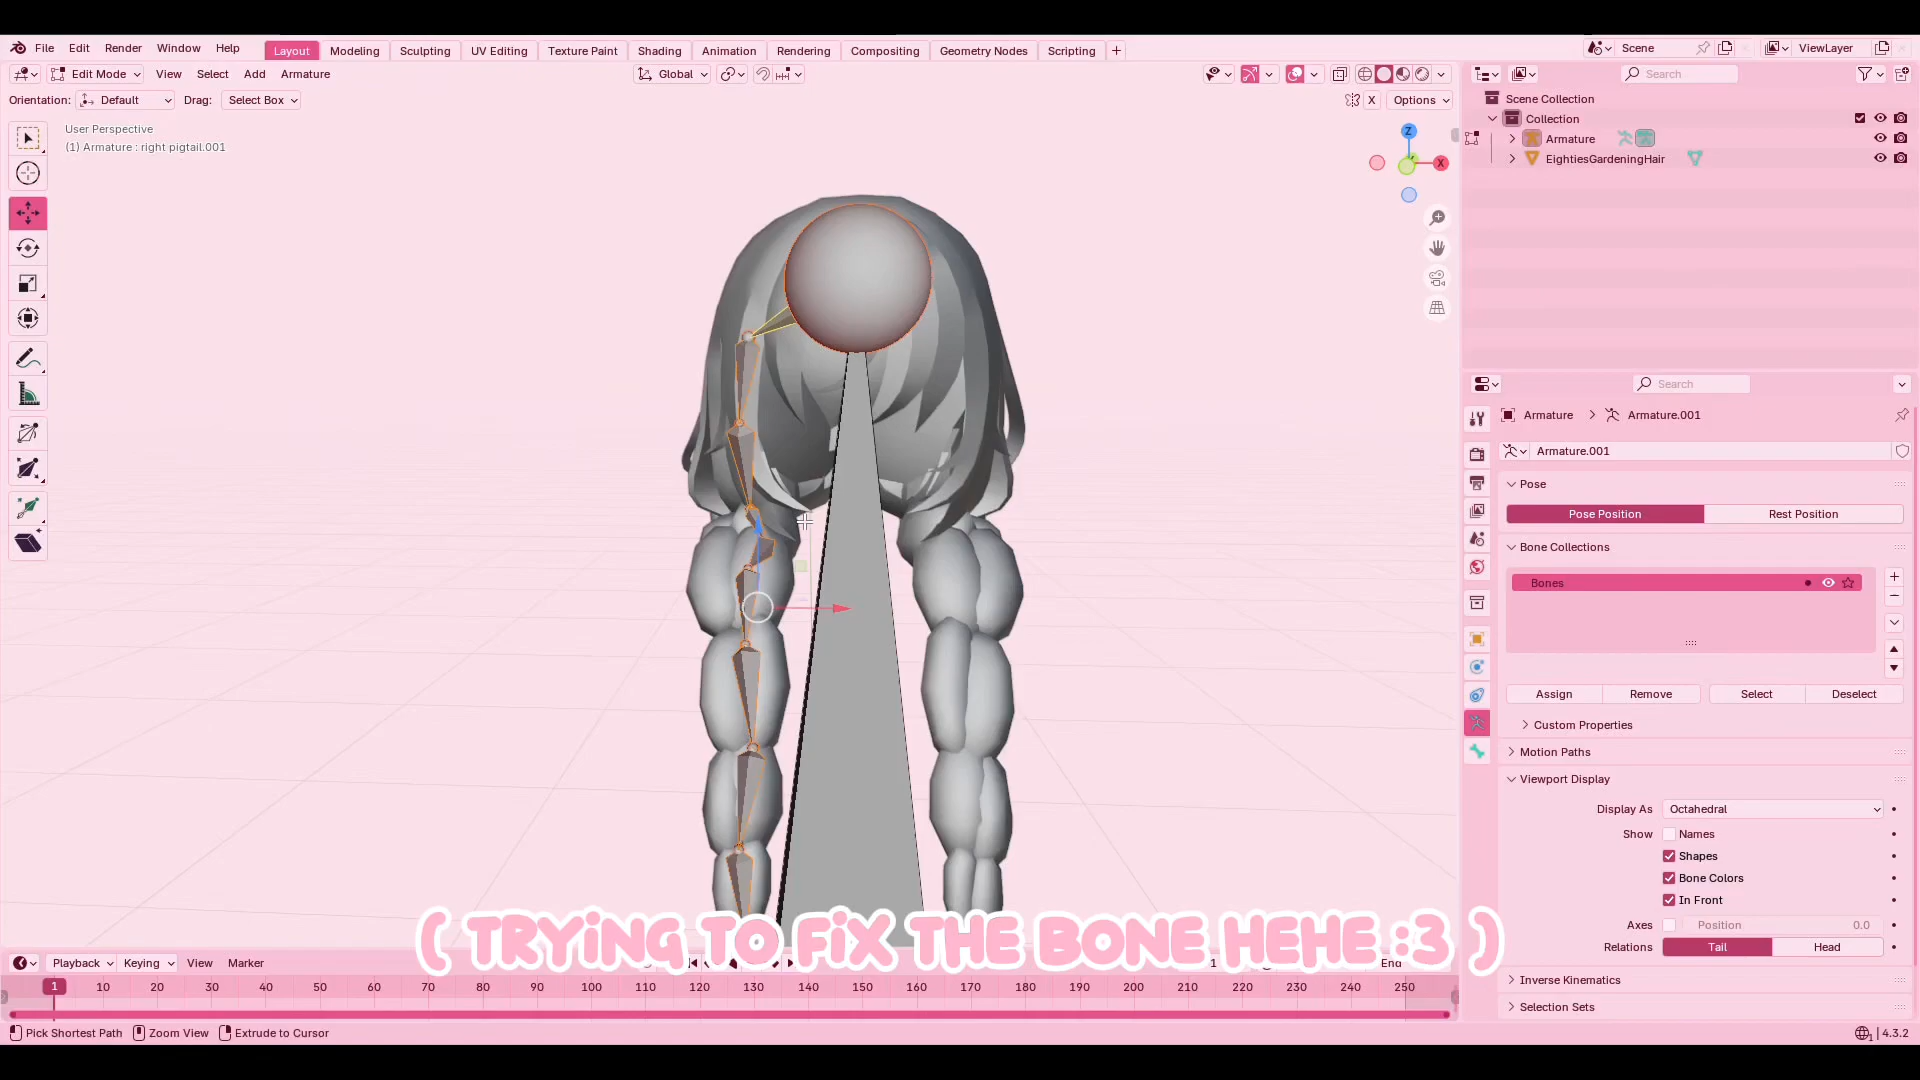 File Edit Render Window Help Layout Modeling Sculpting UV Editing Texture Paint Shading Animation Rendering Compositing Geometry Nodes Scripting + Scene ViewLayer
Edit Mode View Select Add Armature Global Search
Orientation: Default Drag: Select Box X Options
User Perspective
(1) Armature : right pigtail.001
Z
X
Scene Collection
Collection
Armature
EightiesGardeningHair
Search
Armature Armature.001
Armature.001
Pose
Pose Position Rest Position
Bone Collections
Bones
Assign Remove Select Deselect
Custom Properties
Motion Paths
Viewport Display
Display As Octahedral
Show Names
Shapes
Bone Colors
In Front
Axes Position 0.0
Relations Tail Head
Inverse Kinematics
Selection Sets
( TRYING TO FIX THE BONE HEHE :3 )
Playback Keying View Marker 1 End
1 10 20 30 40 50 60 70 80 90 100 110 120 130 140 150 160 170 180 190 200 210 220 230 240 250
Pick Shortest Path Zoom View Extrude to Cursor 4.3.2